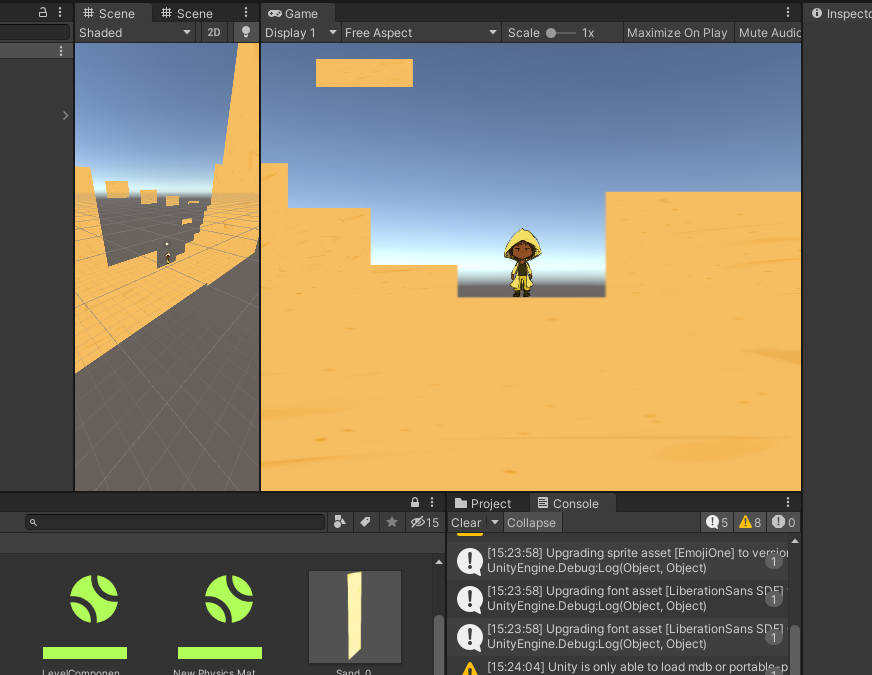 Scene
Scene
Game
Inspecto
Shaded
2D
Display 1
Free Aspect
Scale
1x
Maximize On Play
Mute Audio
15
Project
Console
Clear
Collapse
5
8
0
[15:23:58] Upgrading sprite asset [EmojiOne] to version
UnityEngine.Debug:Log(Object, Object)
1
[15:23:58] Upgrading font asset [LiberationSans SDF]
UnityEngine.Debug:Log(Object, Object)
1
[15:23:58] Upgrading font asset [LiberationSans SDF]
UnityEngine.Debug:Log(Object, Object)
1
[15:24:04] Unity is only able to load mdb or portable-p
1
LevelComponen
New Physics Mat
Sand_0